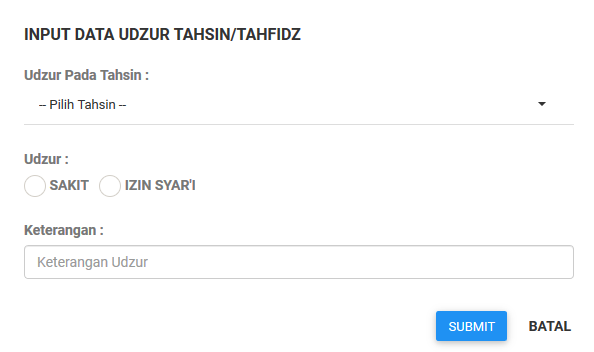 INPUT DATA UDZUR TAHSIN/TAHFIDZ
Udzur Pada Tahsin :
-- Pilih Tahsin --
Udzur :
SAKIT IZIN SYAR'I
Keterangan :
Keterangan Udzur
SUBMIT BATAL